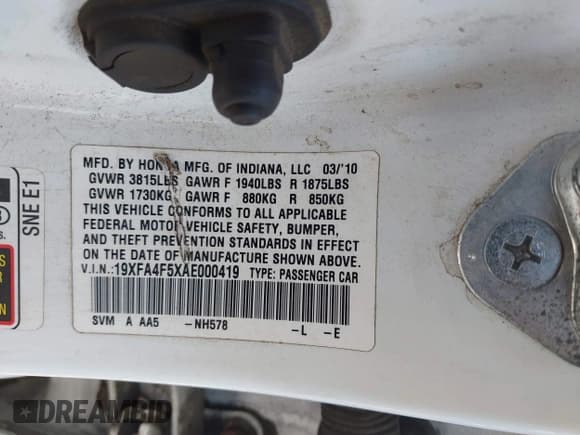 MFD. BY HONDA MFG. OF INDIANA, LLC 03/'10
GVWR 3815LBS GAWR F 1940LBS R 1875LBS
GVWR 1730KG GAWR F 880KG R 850KG
THIS VEHICLE CONFORMS TO ALL APPLICABLE
FEDERAL MOTOR VEHICLE SAFETY, BUMPER,
AND THEFT PREVENTION STANDARDS IN EFFECT
ON THE DATE OF MANUFACTURE SHOWN ABOVE.
V.I.N.:19XFA4F5XAE000419 TYPE: PASSENGER CAR
SVM A AA5 -NH578 -L -E
SNE E1
DREAMBID